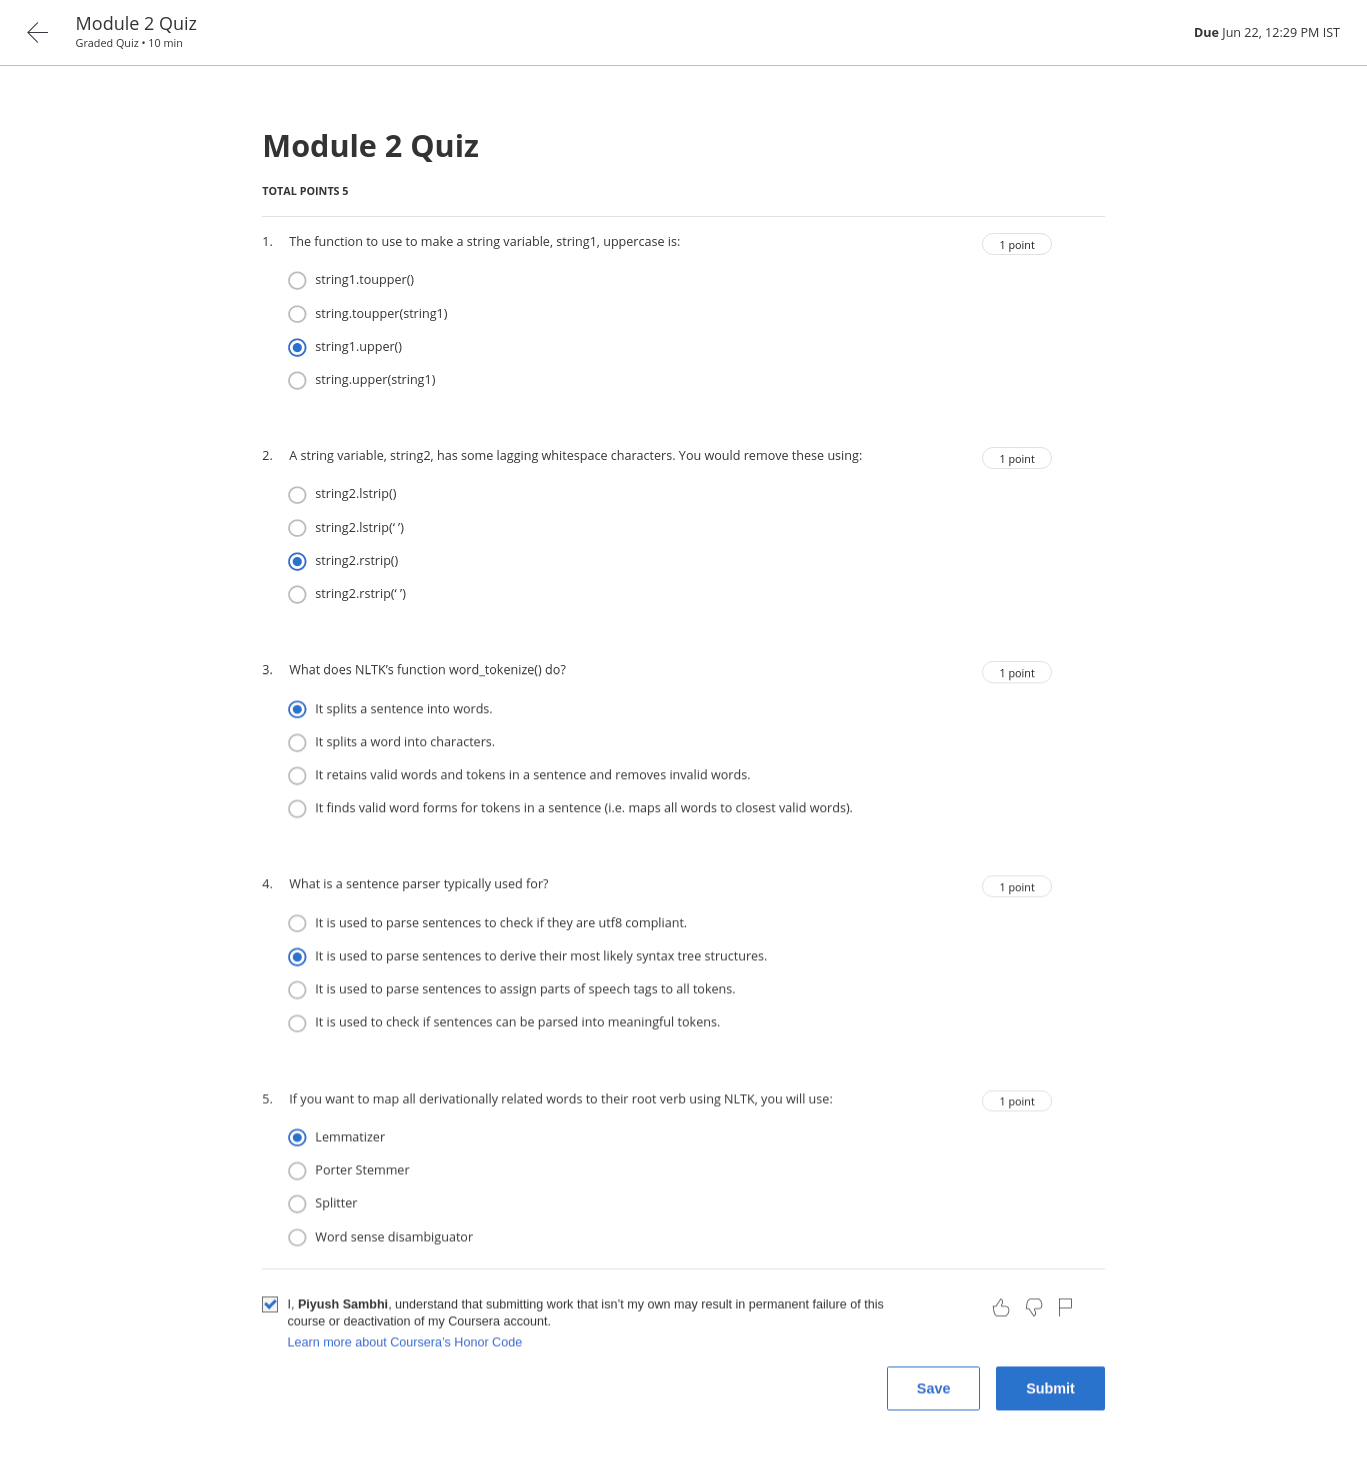 Module 2 Quiz
Graded Quiz • 10 min
Due Jun 22, 12:29 PM IST
Module 2 Quiz
TOTAL POINTS 5
1. The function to use to make a string variable, string1, uppercase is:
1 point
string1.toupper()
string.toupper(string1)
string1.upper()
string.upper(string1)
2. A string variable, string2, has some lagging whitespace characters. You would remove these using:
1 point
string2.lstrip()
string2.lstrip(‘ ’)
string2.rstrip()
string2.rstrip(‘ ’)
3. What does NLTK’s function word_tokenize() do?
1 point
It splits a sentence into words.
It splits a word into characters.
It retains valid words and tokens in a sentence and removes invalid words.
It finds valid word forms for tokens in a sentence (i.e. maps all words to closest valid words).
4. What is a sentence parser typically used for?
1 point
It is used to parse sentences to check if they are utf8 compliant.
It is used to parse sentences to derive their most likely syntax tree structures.
It is used to parse sentences to assign parts of speech tags to all tokens.
It is used to check if sentences can be parsed into meaningful tokens.
5. If you want to map all derivationally related words to their root verb using NLTK, you will use:
1 point
Lemmatizer
Porter Stemmer
Splitter
Word sense disambiguator
I, Piyush Sambhi, understand that submitting work that isn’t my own may result in permanent failure of this
course or deactivation of my Coursera account.
Learn more about Coursera’s Honor Code
Save
Submit